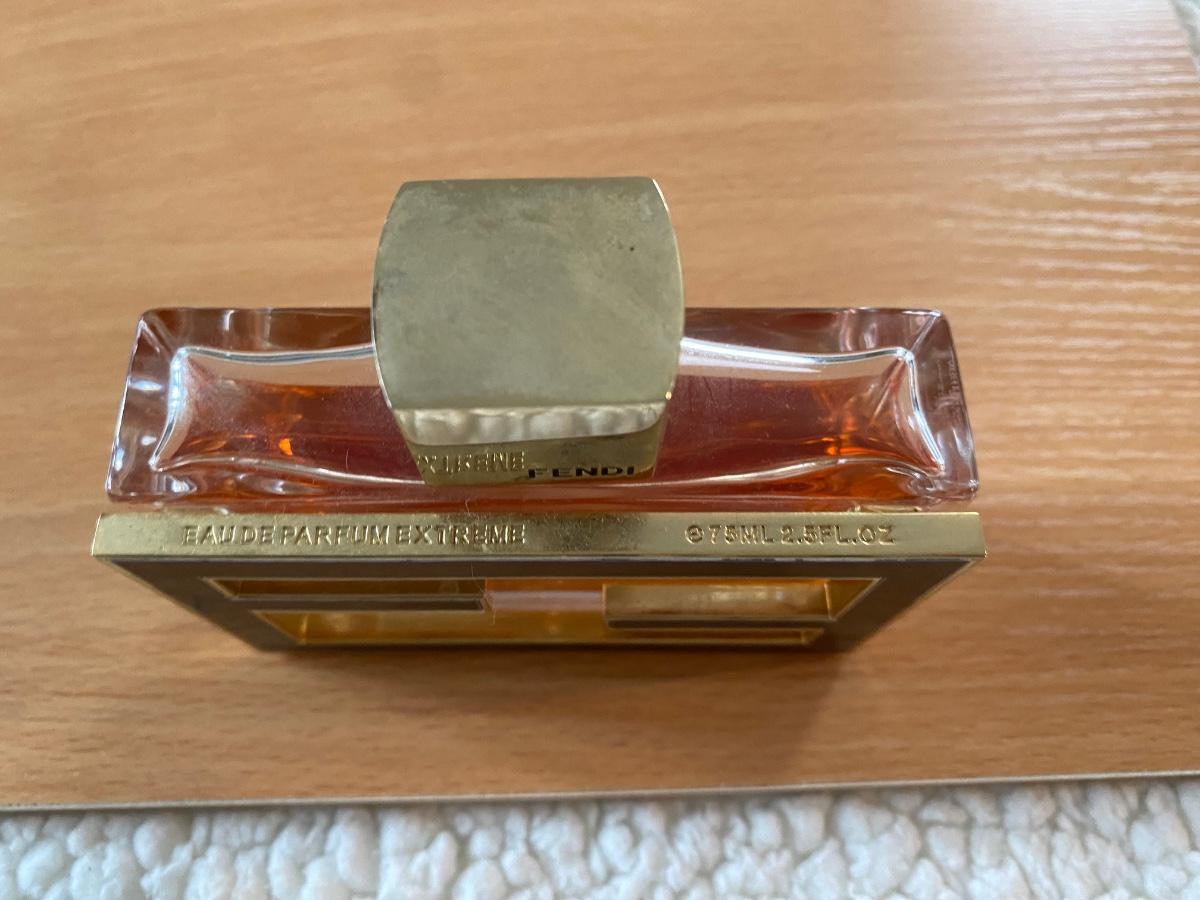 FENDI
EAU DE PARFUM EXTREME ℮75ML 2.5FL.OZ